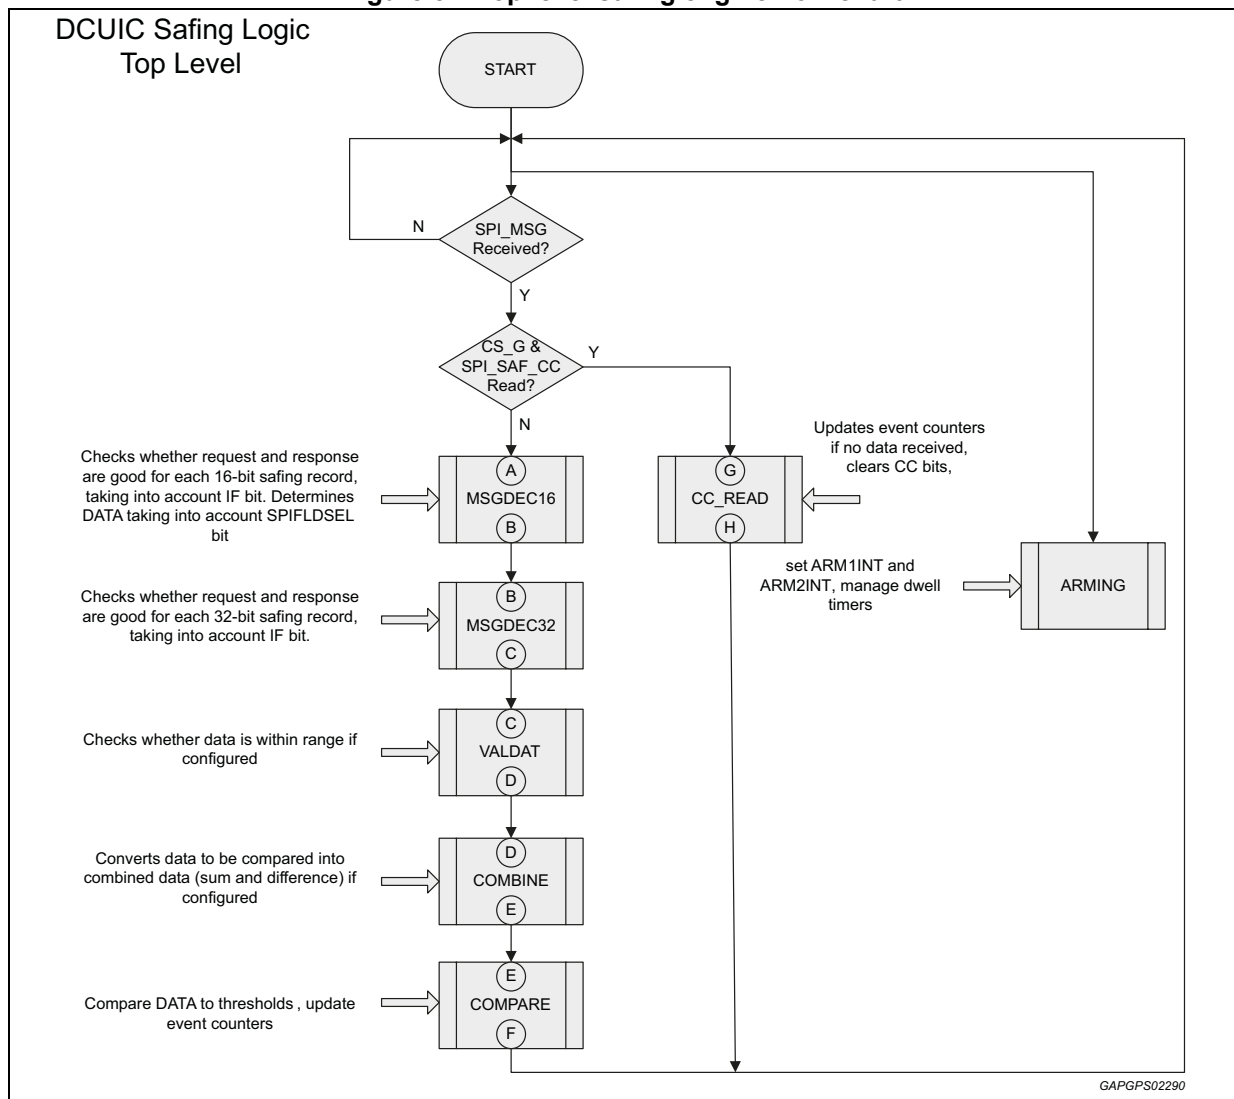 DCUIC Safing Logic
Top Level
START
N
SPI_MSG
Received?
Y
CS_G &
SPI_SAF_CC
Read?
Y
N
Checks whether request and response
are good for each 16-bit safing record,
taking into account IF bit. Determines
DATA taking into account SPIFLDSEL
bit
A
MSGDEC16
B
Updates event counters
if no data received,
clears CC bits,
G
CC_READ
H
set ARM1INT and
ARM2INT, manage dwell
timers
ARMING
Checks whether request and response
are good for each 32-bit safing record,
taking into account IF bit.
B
MSGDEC32
C
Checks whether data is within range if
configured
C
VALDAT
D
Converts data to be compared into
combined data (sum and difference) if
configured
D
COMBINE
E
Compare DATA to thresholds , update
event counters
E
COMPARE
F
GAPGPS02290